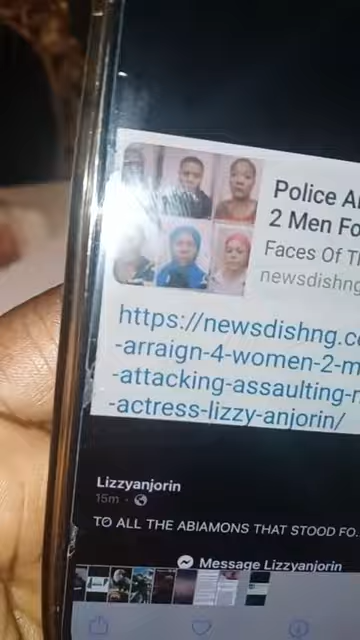 Police A
2 Men Fo
Faces Of T
newsdishng
https://newsdishng.c
-arraign-4-women-2-m
-attacking-assaulting-
-actress-lizzy-anjorin/
Lizzyanjorin
15m ·
TO ALL THE ABIAMONS THAT STOOD FO..
Message Lizzyanjorin